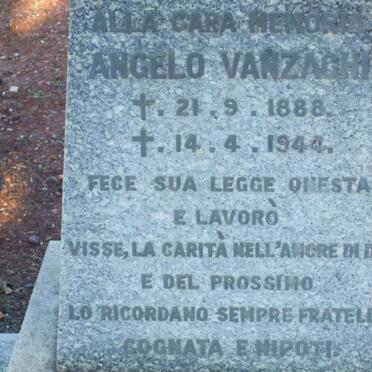 ALLA CARA MEMORIA
ANGELO VANZAGHI
✝. 21. 9. 1888.
✝. 14. 4. 1944.
FECE SUA LEGGE ONESTA
E LAVORÒ
VISSE, LA CARITÀ NELL'AMORE DI D
E DEL PROSSIMO
LO RICORDANO SEMPRE FRATELL
COGNATA E NIPOTI.